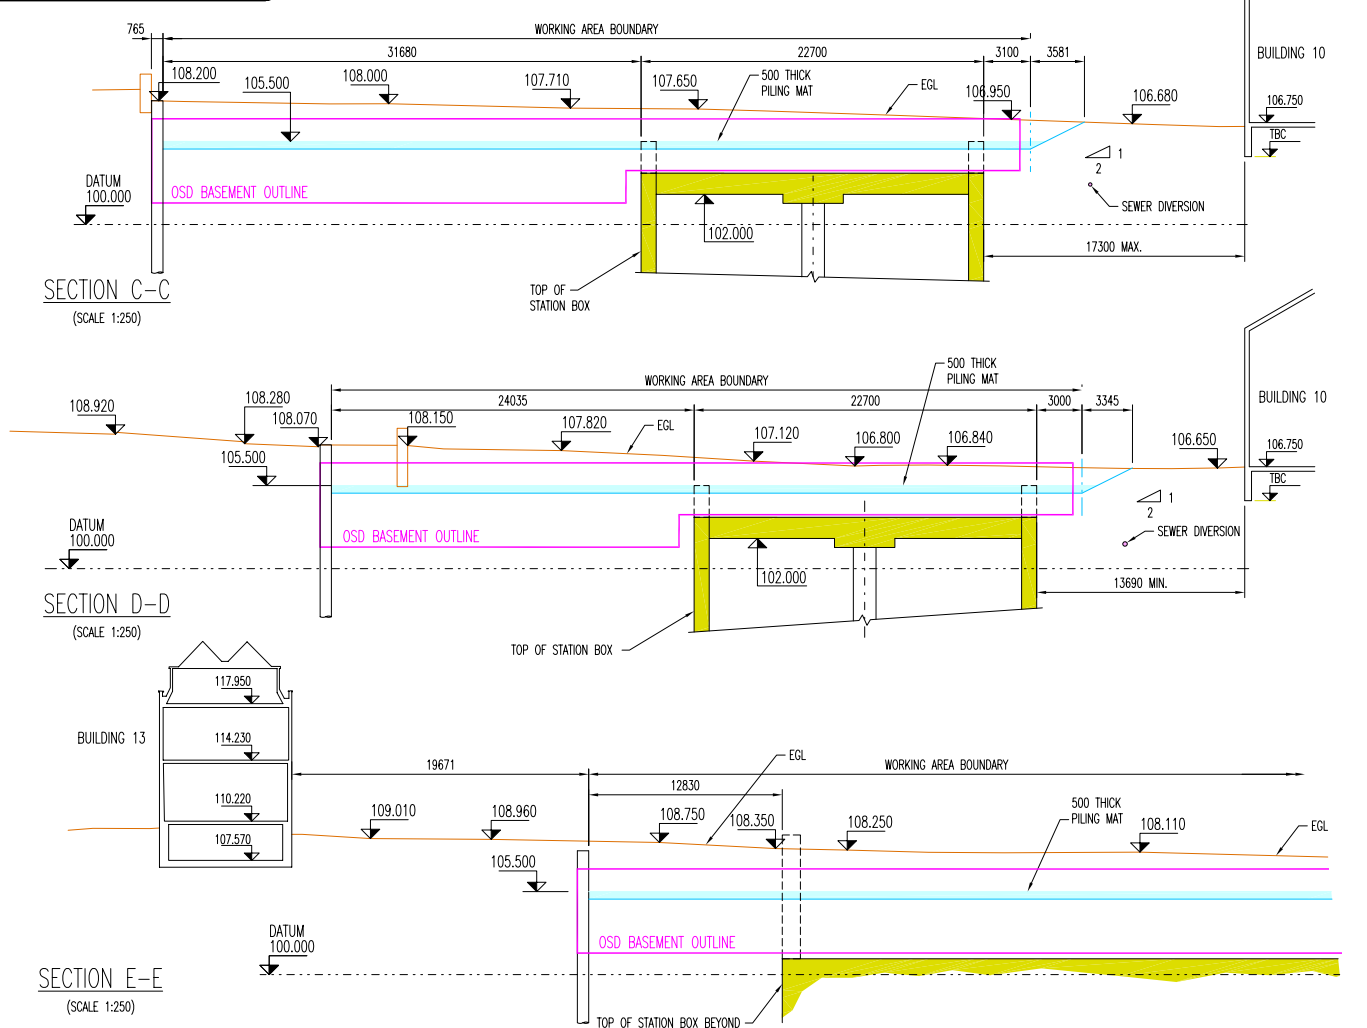 765
WORKING AREA BOUNDARY
31680
22700
3100
3581
BUILDING 10
108.200
105.500
108.000
107.710
107.650
500 THICK
PILING MAT
EGL
106.950
106.680
106.750
TBC
DATUM
100.000
OSD BASEMENT OUTLINE
1
2
SEWER DIVERSION
102.000
17300 MAX.
SECTION C-C
(SCALE 1:250)
TOP OF
STATION BOX
500 THICK
PILING MAT
WORKING AREA BOUNDARY
24035
22700
3000
3345
BUILDING 10
108.920
108.280
108.070
108.150
107.820
EGL
107.120
106.800
106.840
106.650
106.750
105.500
TBC
1
2
DATUM
100.000
OSD BASEMENT OUTLINE
SEWER DIVERSION
102.000
13690 MIN.
SECTION D-D
(SCALE 1:250)
TOP OF STATION BOX
117.950
BUILDING 13
114.230
110.220
107.570
19671
WORKING AREA BOUNDARY
EGL
12830
109.010
108.960
108.750
108.350
108.250
500 THICK
PILING MAT
108.110
EGL
105.500
DATUM
100.000
OSD BASEMENT OUTLINE
SECTION E-E
(SCALE 1:250)
TOP OF STATION BOX BEYOND